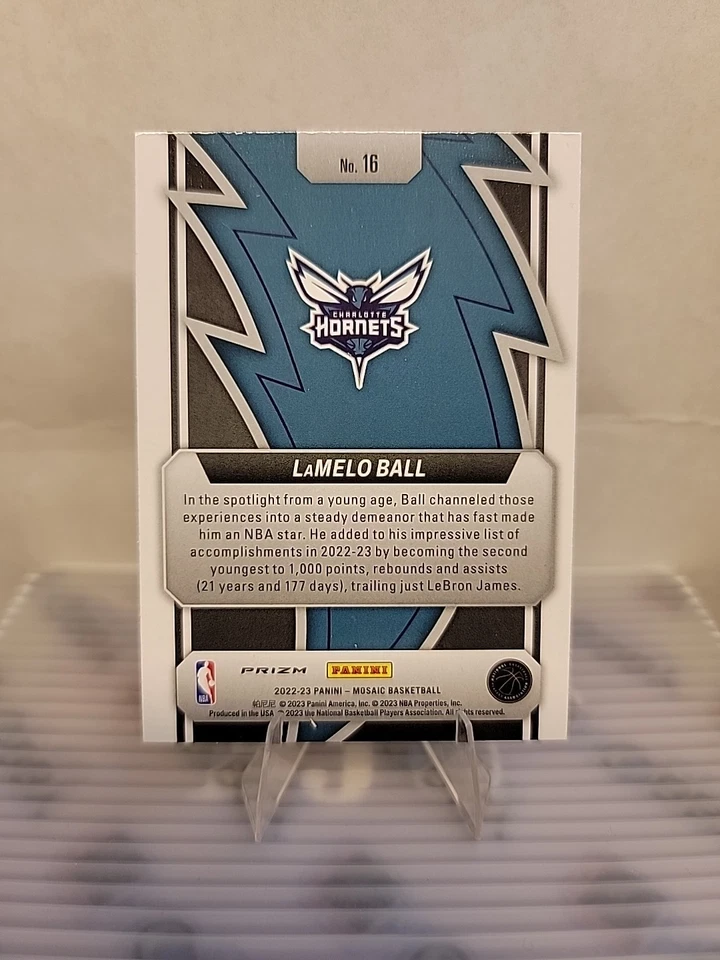 No. 16
CHARLOTTE
HORNETS
LAMELO BALL
In the spotlight from a young age, Ball channeled those
experiences into a steady demeanor that has fast made
him an NBA star. He added to his impressive list of
accomplishments in 2022-23 by becoming the second
youngest to 1,000 points, rebounds and assists
(21 years and 177 days), trailing just LeBron James.
NBA
PRIZM
PANINI
2022-23 PANINI – MOSAIC BASKETBALL
帕尼尼 © 2023 Panini America, Inc. © 2023 NBA Properties, Inc.
Produced in the USA © 2023 the National Basketball Players Association. All rights reserved.